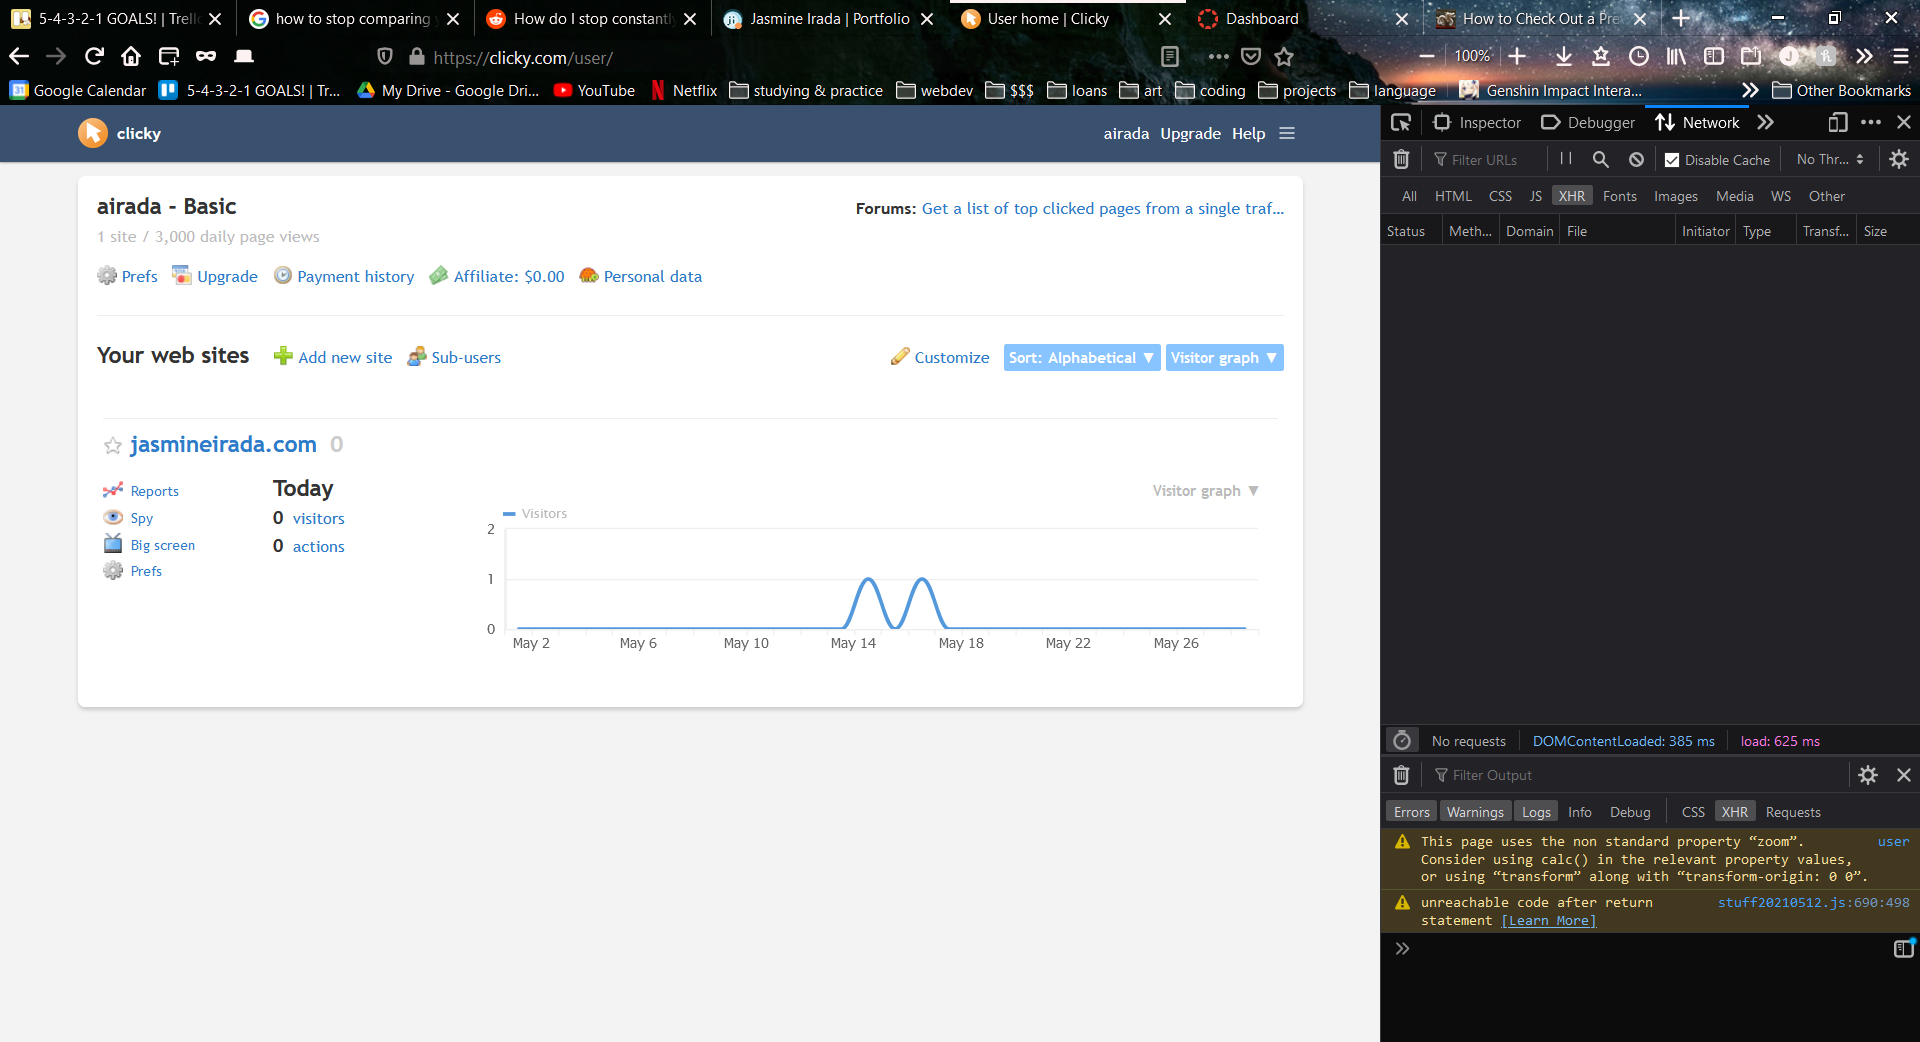 5-4-3-2-1 GOALS! | Trello
how to stop comparing
How do I stop constantly
Jasmine Irada | Portfolio
User home | Clicky
Dashboard
How to Check Out a Pre
https://clicky.com/user/
100%
Google Calendar
5-4-3-2-1 GOALS! | Tr...
My Drive - Google Dri...
YouTube
Netflix
studying & practice
webdev
$$$
loans
art
coding
projects
language
Genshin Impact Intera...
Other Bookmarks
clicky
airada Upgrade Help
airada - Basic
Forums: Get a list of top clicked pages from a single traf...
1 site / 3,000 daily page views
Prefs
Upgrade
Payment history
Affiliate: $0.00
Personal data
Your web sites
Add new site
Sub-users
Customize
Sort: Alphabetical ▼
Visitor graph ▼
jasmineirada.com 0
Reports
Spy
Big screen
Prefs
Today
0 visitors
0 actions
Visitor graph ▼
Visitors
2
1
0
May 2
May 6
May 10
May 14
May 18
May 22
May 26
Inspector
Debugger
Network
Filter URLs
Disable Cache
No Thr...
All HTML CSS JS XHR Fonts Images Media WS Other
Status Meth... Domain File Initiator Type Transf... Size
No requests
DOMContentLoaded: 385 ms
load: 625 ms
Filter Output
Errors Warnings Logs Info Debug CSS XHR Requests
This page uses the non standard property “zoom”. user
Consider using calc() in the relevant property values,
or using “transform” along with “transform-origin: 0 0”.
unreachable code after return stuff20210512.js:690:498
statement [Learn More]